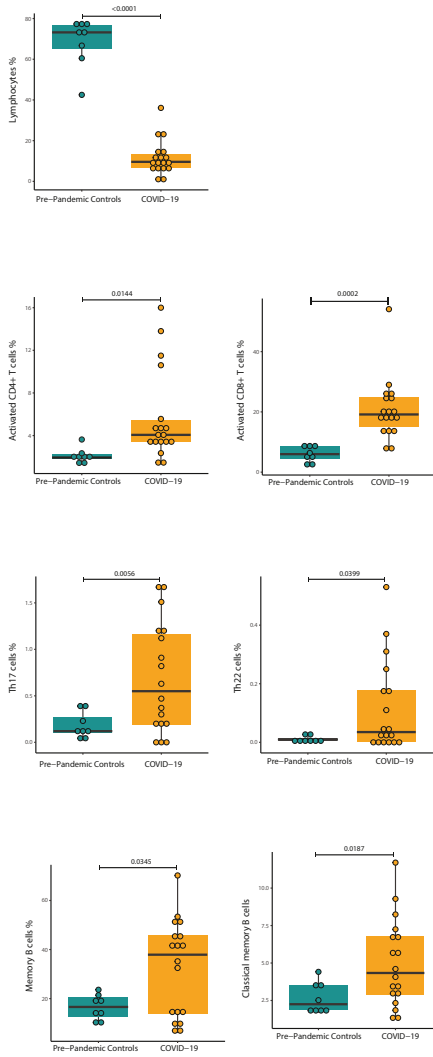 <0.0001
Lymphocytes %
80
60
40
20
0
Pre-Pandemic Controls
COVID-19
0.0144
Activated CD4+ T cells %
16
12
8
4
Pre-Pandemic Controls
COVID-19
0.0002
Activated CD8+ T cells %
40
20
0
Pre-Pandemic Controls
COVID-19
0.0056
Th17 cells %
1.5
1.0
0.5
0.0
Pre-Pandemic Controls
COVID-19
0.0399
Th22 cells %
0.4
0.2
0.0
Pre-Pandemic Controls
COVID-19
0.0345
Memory B cells %
60
40
20
Pre-Pandemic Controls
COVID-19
0.0187
Classical memory B cells
10.0
7.5
5.0
2.5
Pre-Pandemic Controls
COVID-19